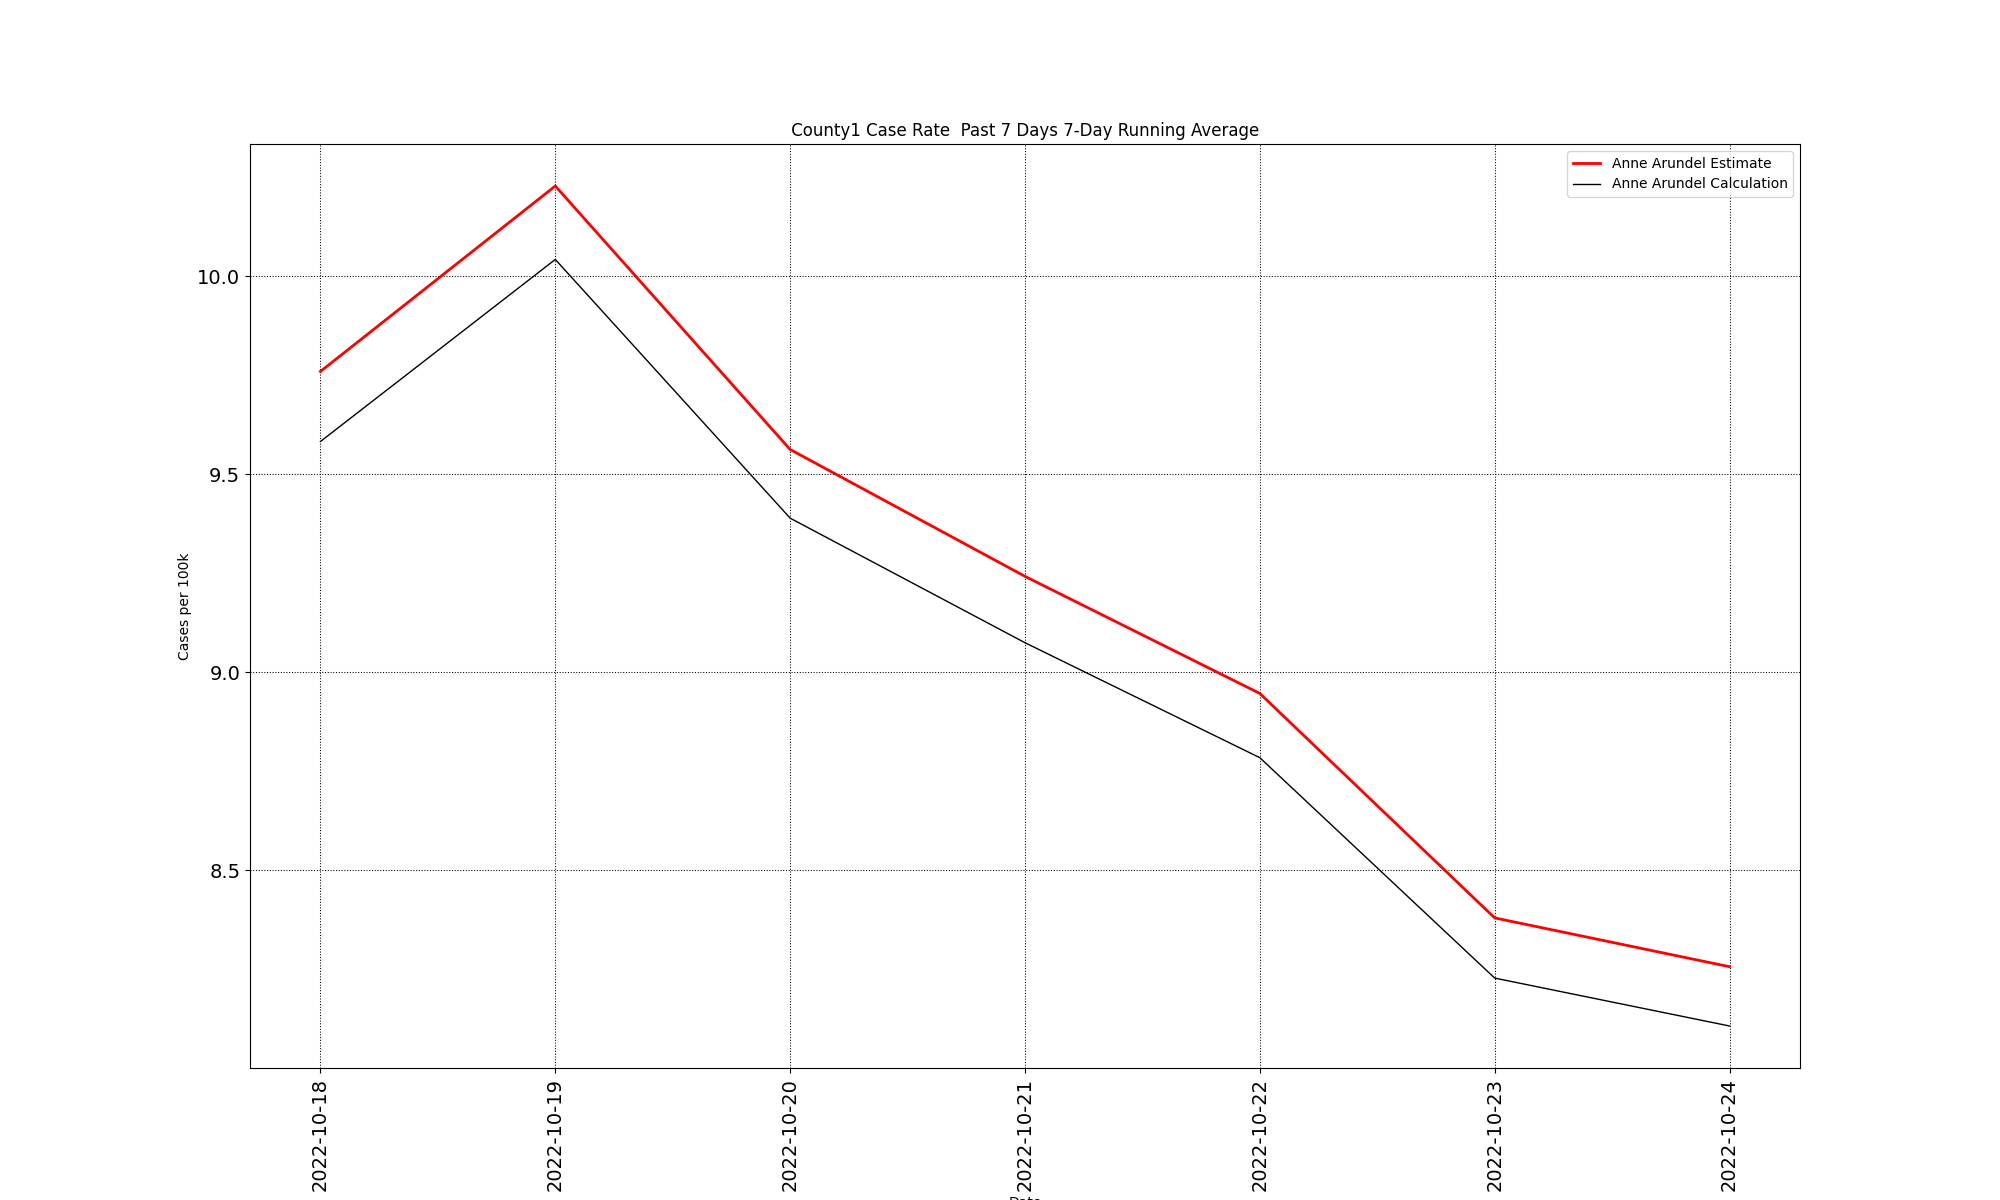 County1 Case Rate  Past 7 Days 7-Day Running Average
Anne Arundel Estimate
Anne Arundel Calculation
10.0
9.5
9.0
8.5
Cases per 100k
2022-10-18
2022-10-19
2022-10-20
2022-10-21
2022-10-22
2022-10-23
2022-10-24
Date